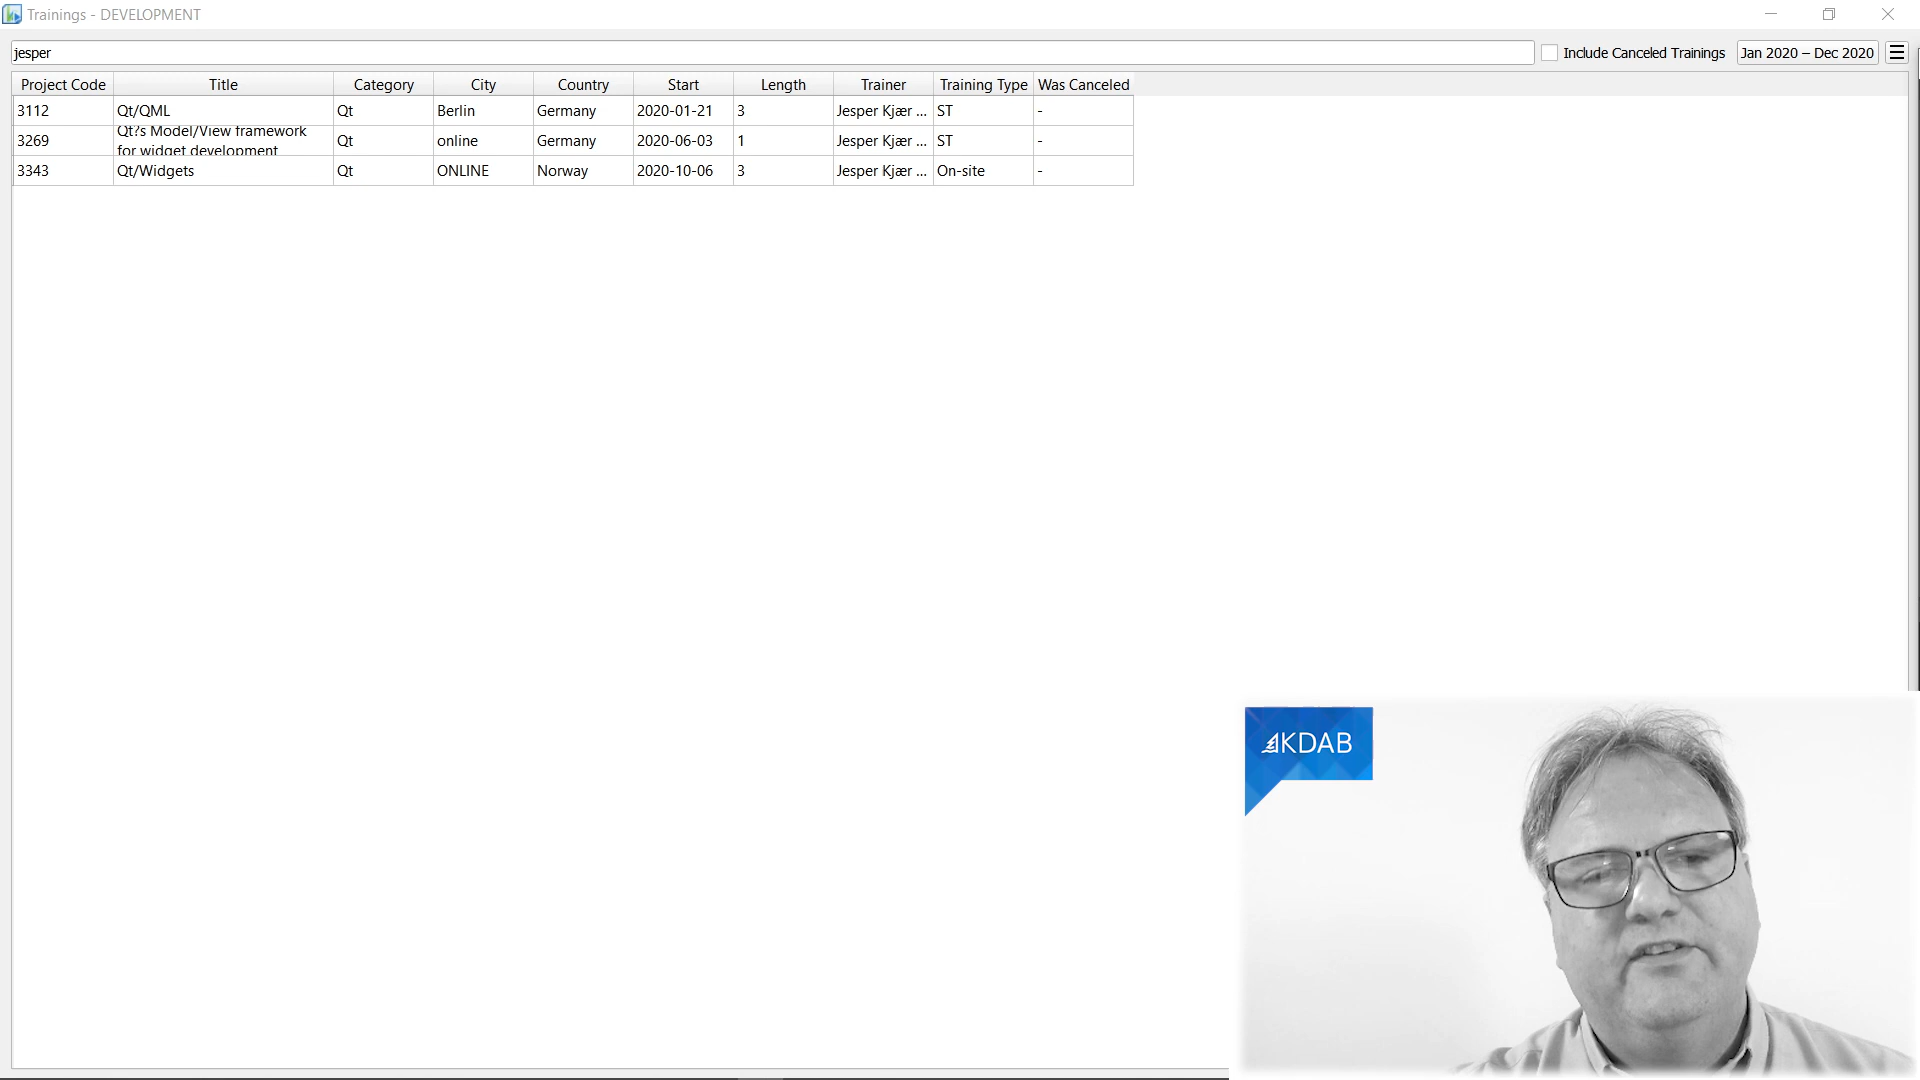 Trainings - DEVELOPMENT
jesper
Include Canceled Trainings
Jan 2020 – Dec 2020
Project Code Title Category City Country Start Length Trainer Training Type Was Canceled
3112 Qt/QML Qt Berlin Germany 2020-01-21 3 Jesper Kjær ... ST -
3269 Qt?s Model/View framework for widget development Qt online Germany 2020-06-03 1 Jesper Kjær ... ST -
3343 Qt/Widgets Qt ONLINE Norway 2020-10-06 3 Jesper Kjær ... On-site -
KDAB